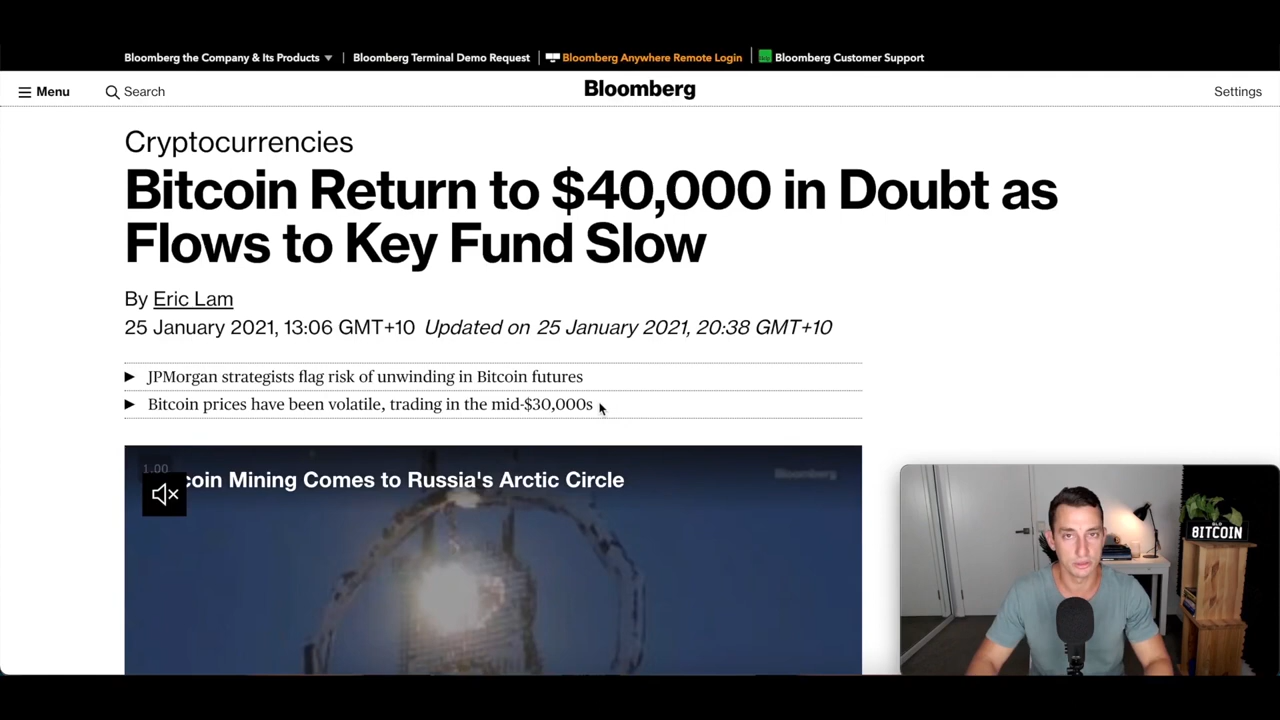 Bloomberg the Company & Its Products
Bloomberg Terminal Demo Request
Bloomberg Anywhere Remote Login
Bloomberg Customer Support
Menu
Search
Bloomberg
Settings
Cryptocurrencies
Bitcoin Return to $40,000 in Doubt as
Flows to Key Fund Slow
By Eric Lam
25 January 2021, 13:06 GMT+10 Updated on 25 January 2021, 20:38 GMT+10
JPMorgan strategists flag risk of unwinding in Bitcoin futures
Bitcoin prices have been volatile, trading in the mid-$30,000s
1.00
coin Mining Comes to Russia's Arctic Circle
Bloomberg
BITCOIN